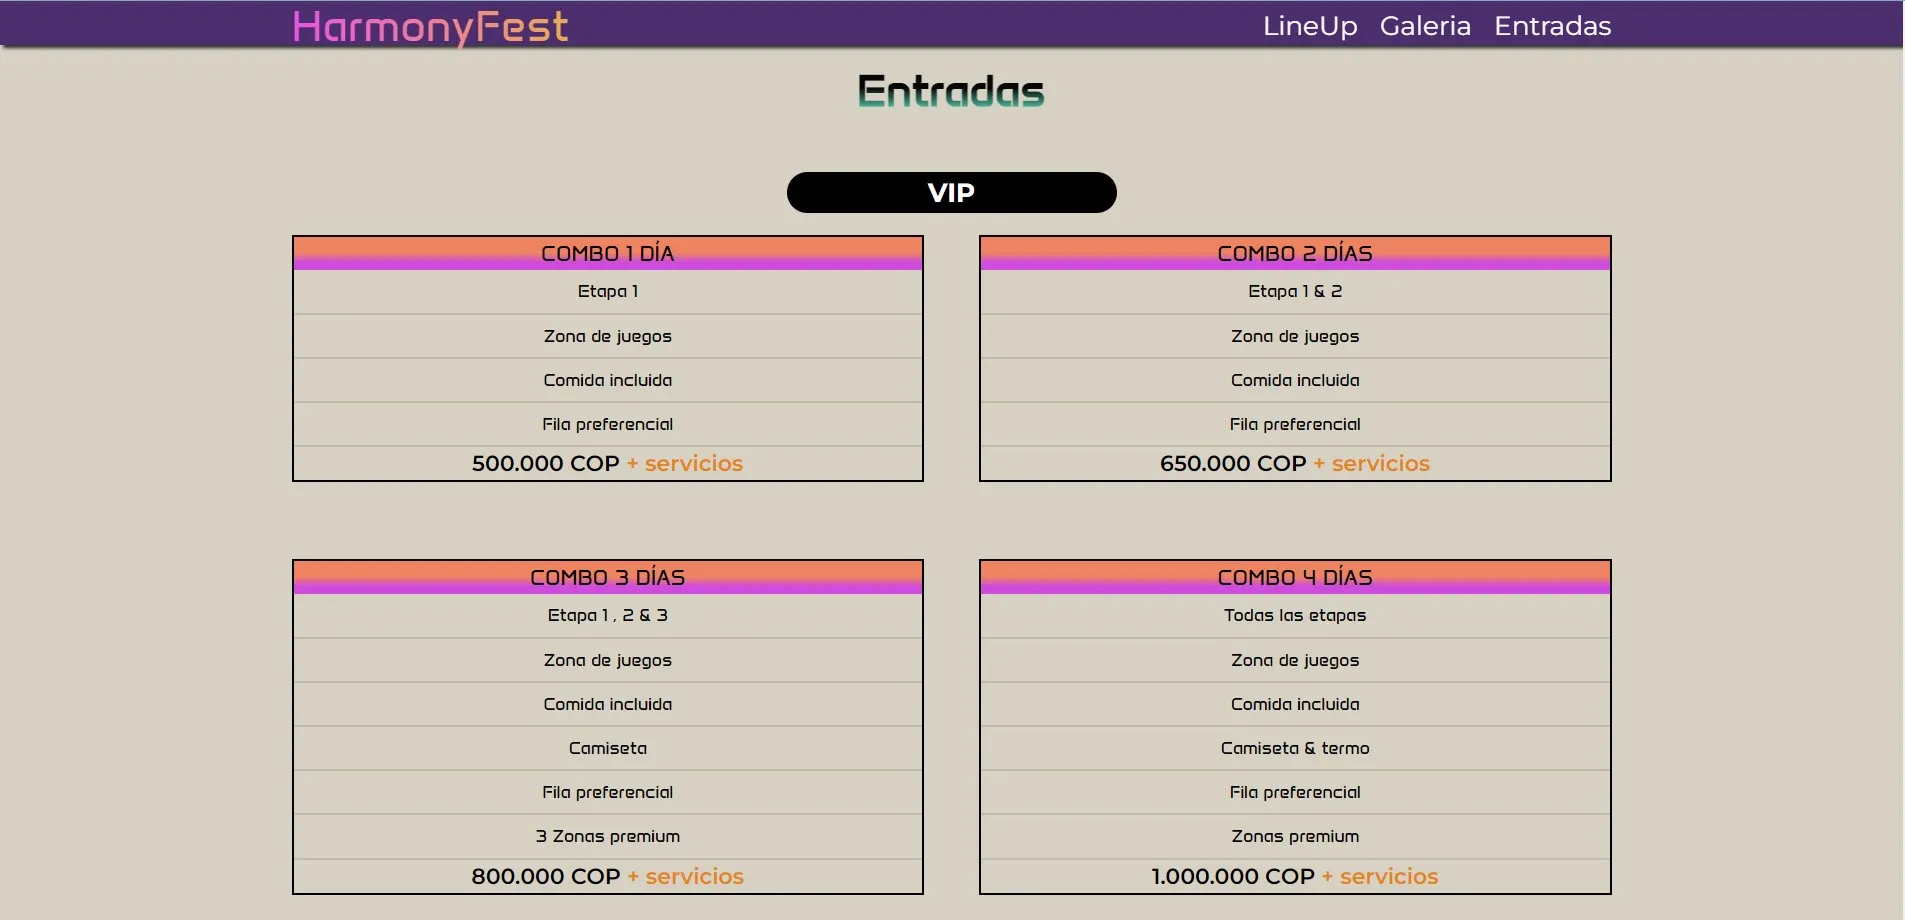 HarmonyFest
LineUp Galeria Entradas
Entradas
VIP
COMBO 1 DÍA
Etapa 1
Zona de juegos
Comida incluida
Fila preferencial
500.000 COP + servicios
COMBO 2 DÍAS
Etapa 1 & 2
Zona de juegos
Comida incluida
Fila preferencial
650.000 COP + servicios
COMBO 3 DÍAS
Etapa 1 , 2 & 3
Zona de juegos
Comida incluida
Camiseta
Fila preferencial
3 Zonas premium
800.000 COP + servicios
COMBO 4 DÍAS
Todas las etapas
Zona de juegos
Comida incluida
Camiseta & termo
Fila preferencial
Zonas premium
1.000.000 COP + servicios